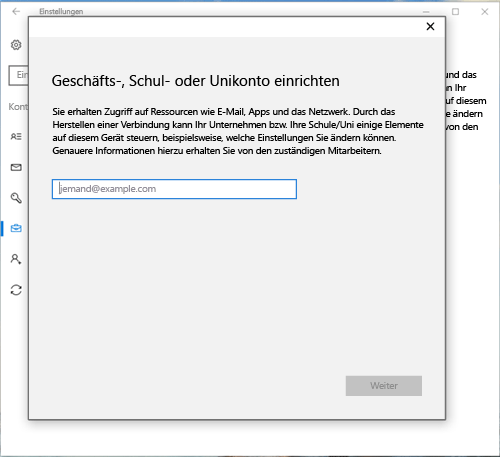 Einstellungen
Geschäfts-, Schul- oder Unikonto einrichten
Sie erhalten Zugriff auf Ressourcen wie E-Mail, Apps und das Netzwerk. Durch das
Herstellen einer Verbindung kann Ihr Unternehmen bzw. Ihre Schule/Uni einige Elemente
auf diesem Gerät steuern, beispielsweise, welche Einstellungen Sie ändern können.
Genauere Informationen hierzu erhalten Sie von den zuständigen Mitarbeitern.
jemand@example.com
Weiter
Ein
Kont
und das
n Ihr
uf diesem
e ändern
von den